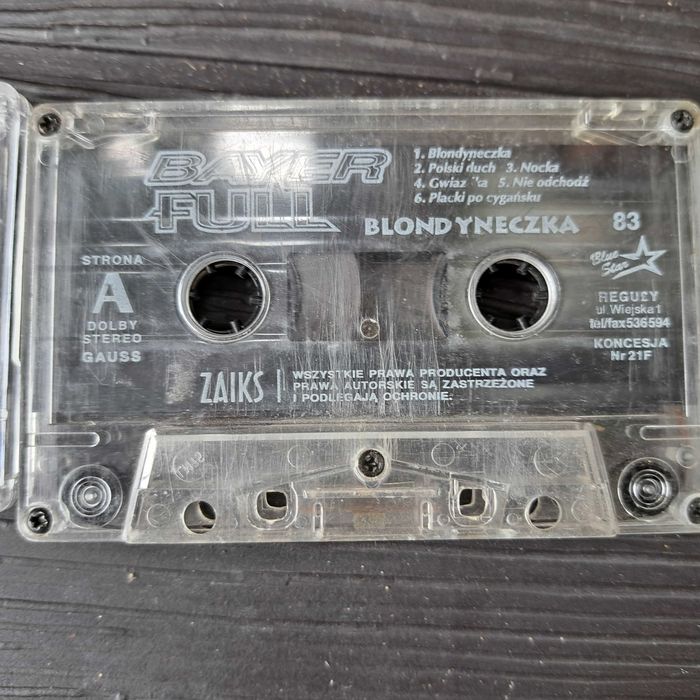 BAYER
FULL
1. Blondyneczka
2. Polski duch 3. Nocka
4. 5. Nie odchodź
6. Placki po cygańsku
BLONDYNECZKA 83
STRONA
A
DOLBY
STEREO
GAUSS
Blue
Star
REGUŁY
ul. Wiejska 1
tel/fax536594
KONCESJA
Nr 21F
ZAIKS
WSZYSTKIE PRAWA PRODUCENTA ORAZ
PRAWA AUTORSKIE SĄ ZASTRZEŻONE
I PODLEGAJĄ OCHRONIE.